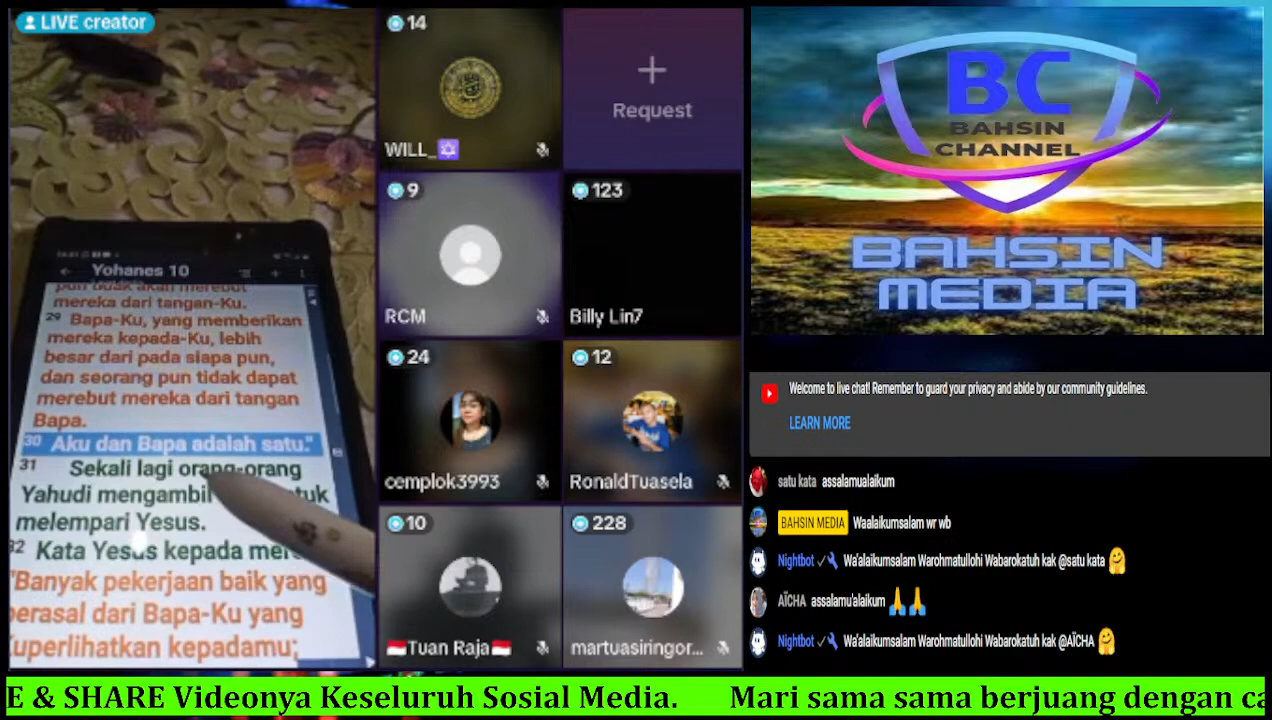 LIVE creator
Yohanes 10
pun tidak akan merebut
mereka dari tangan-Ku.
29 Bapa-Ku, yang memberikan
mereka kepada-Ku, lebih
besar dari pada siapa pun,
dan seorang pun tidak dapat
merebut mereka dari tangan
Bapa.
30 Aku dan Bapa adalah satu."
31 Sekali lagi orang-orang
Yahudi mengambil
melempari Yesus.
Kata Yesus kepada
"Banyak pekerjaan baik yang
berasal dari Bapa-Ku yang
Kuperlihatkan kepadamu;
14
WILL_
+
Request
9
RCM
123
Billy Lin7
24
cemplok3993
12
RonaldTuasela
10
Tuan Raja
228
martuasiringor...
BC
BAHSIN
CHANNEL
BAHSIN
MEDIA
Welcome to live chat! Remember to guard your privacy and abide by our community guidelines.
LEARN MORE
satu kata assalamualaikum
BAHSIN MEDIA Waalaikumsalam wr wb
Nightbot Wa'alaikumsalam Warohmatullohi Wabarokatuh kak @satu kata
AÏCHA assalamu'alaikum
Nightbot Wa'alaikumsalam Warohmatullohi Wabarokatuh kak @AÏCHA
E & SHARE Videonya Keseluruh Sosial Media. Mari sama sama berjuang dengan ca